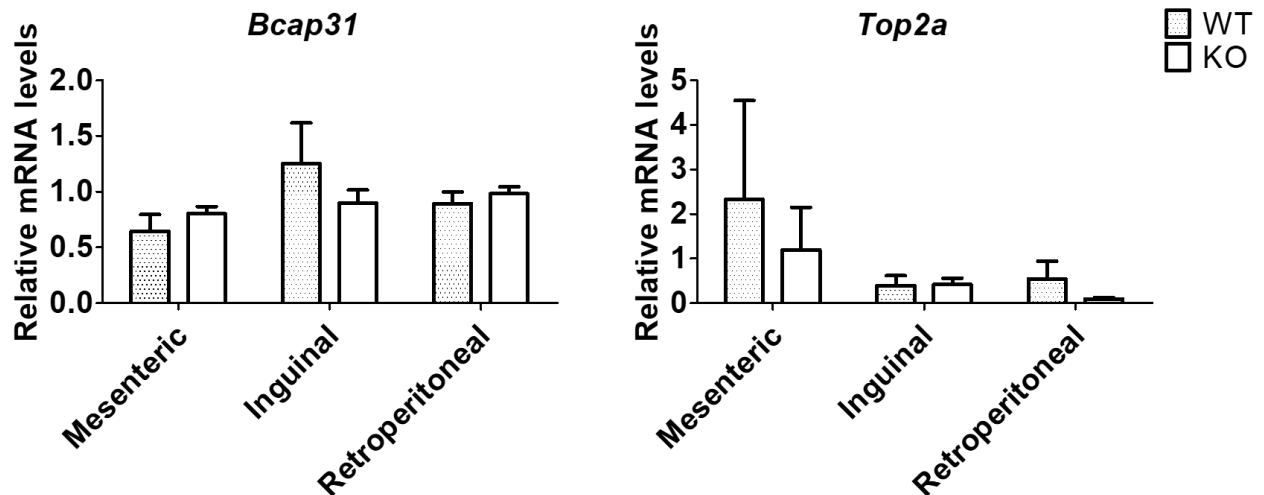 Bcap31
Relative mRNA levels
2.0
1.5
1.0
0.5
0.0
Mesenteric
Inguinal
Retroperitoneal
Top2a
Relative mRNA levels
5
4
3
2
1
0
Mesenteric
Inguinal
Retroperitoneal
WT
KO